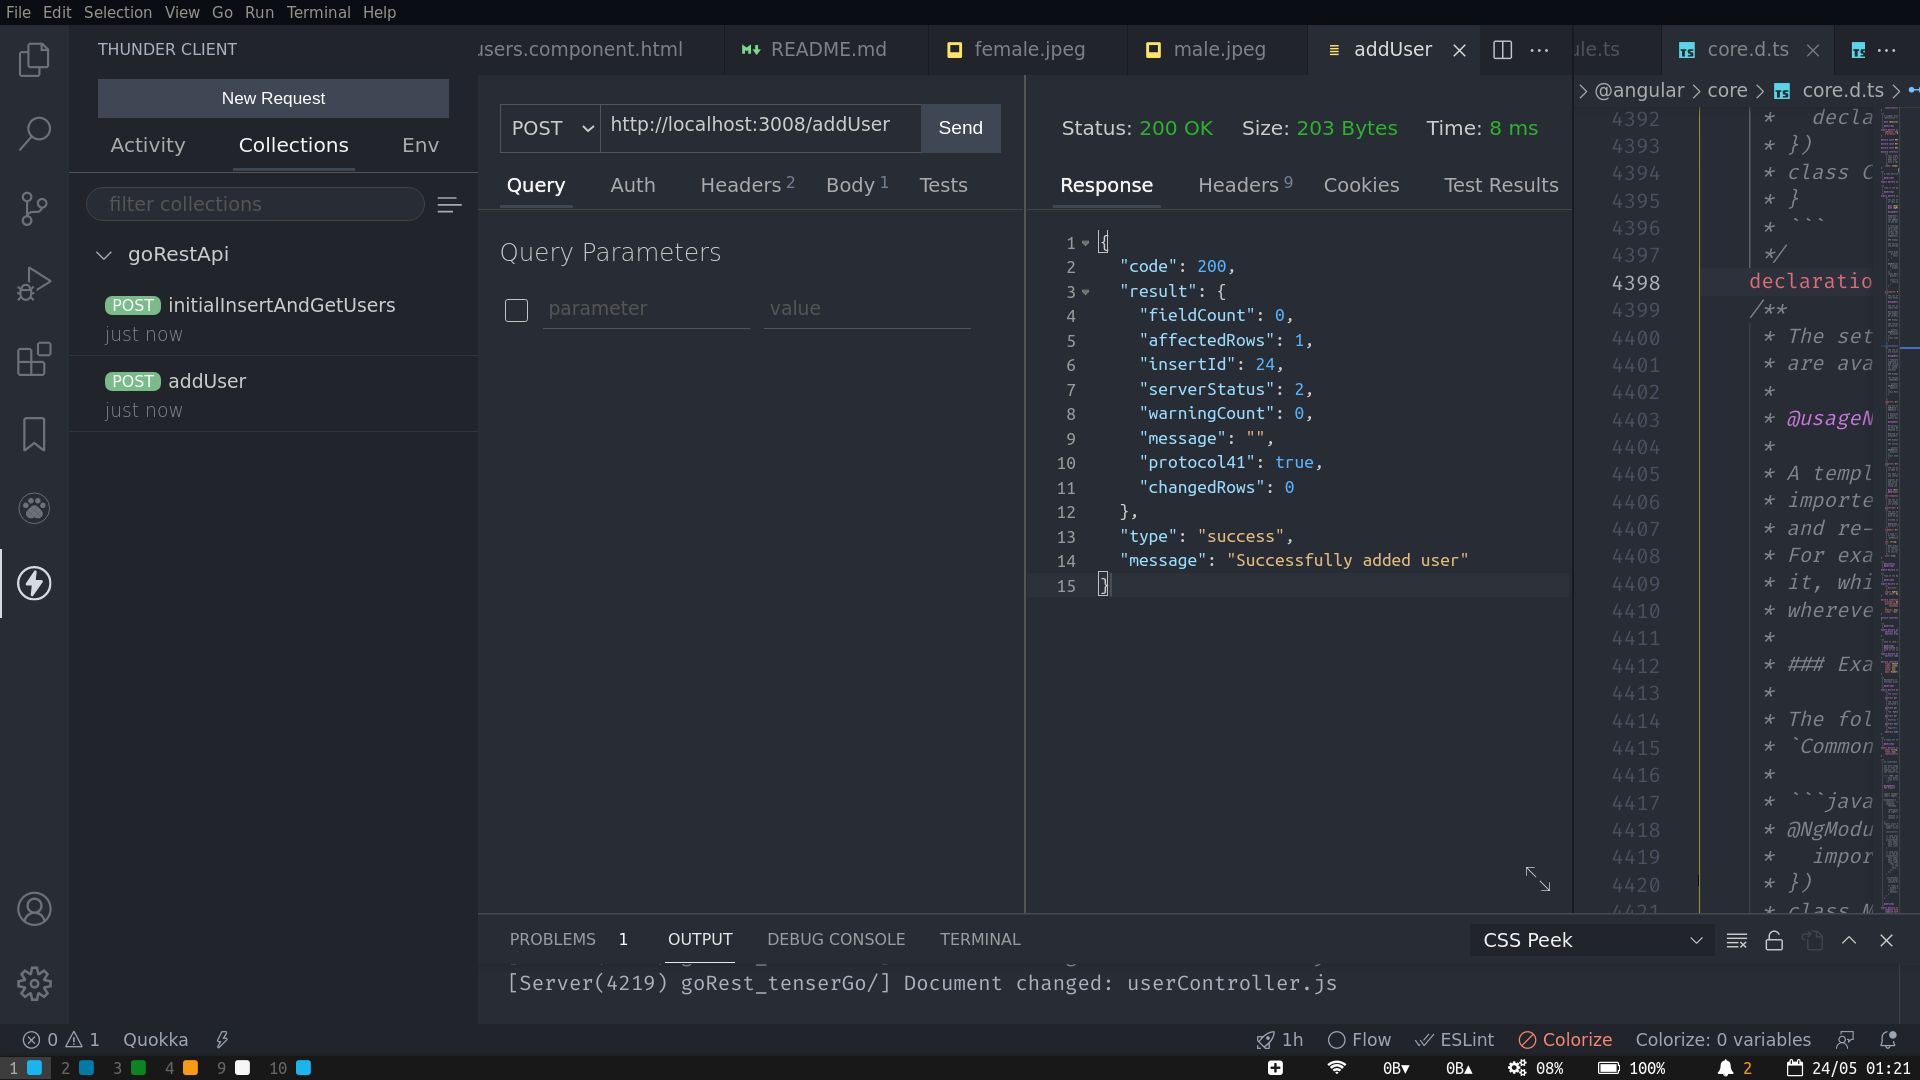 File Edit Selection View Go Run Terminal Help
THUNDER CLIENT
New Request
Activity Collections Env
filter collections
goRestApi
POST initialInsertAndGetUsers
just now
POST addUser
just now
users.component.html README.md female.jpeg male.jpeg addUser
POST http://localhost:3008/addUser Send
Query Auth Headers 2 Body 1 Tests
Query Parameters
parameter value
Status: 200 OK Size: 203 Bytes Time: 8 ms
Response Headers 9 Cookies Test Results
1 {
2 "code": 200,
3 "result": {
4 "fieldCount": 0,
5 "affectedRows": 1,
6 "insertId": 24,
7 "serverStatus": 2,
8 "warningCount": 0,
9 "message": "",
10 "protocol41": true,
11 "changedRows": 0
12 },
13 "type": "success",
14 "message": "Successfully added user"
15 }
ule.ts core.d.ts
@angular > core > core.d.ts >
4392 * decla
4393 * })
4394 * class C
4395 * }
4396 * ```
4397 */
4398 declaratio
4399 /**
4400 * The set
4401 * are ava
4402 *
4403 * @usageN
4404 *
4405 * A templ
4406 * importe
4407 * and re-
4408 * For exa
4409 * it, whi
4410 * whereve
4411 *
4412 * ### Exa
4413 *
4414 * The fol
4415 * `Common
4416 *
4417 * ```java
4418 * @NgModu
4419 * impor
4420 * })
4421 * class M
PROBLEMS 1 OUTPUT DEBUG CONSOLE TERMINAL
CSS Peek
[Server(4219) goRest_tenserGo/] Document changed: userController.js
0 1 Quokka
1h Flow ESLint Colorize Colorize: 0 variables
1 2 3 4 9 10
0B▾ 0B▴ 08% 100% 2 24/05 01:21